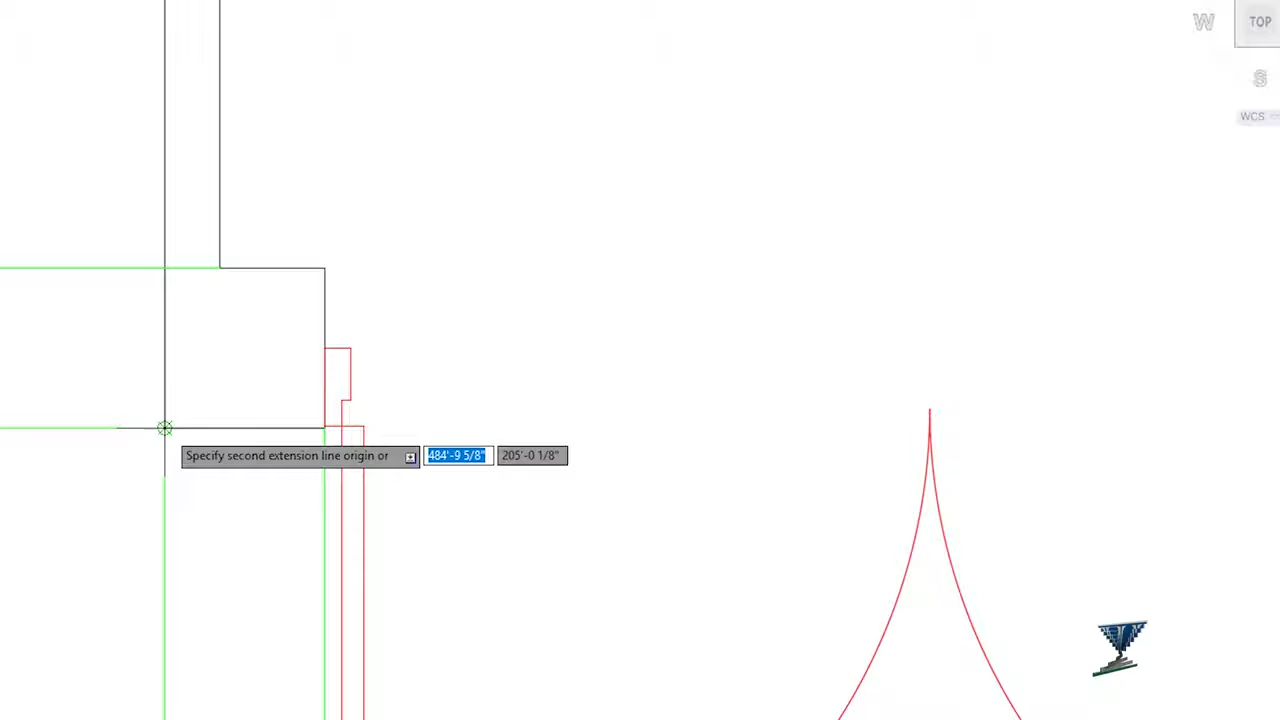 W
TOP
S
WCS
Specify second extension line origin or
484'-9 5/8"
205'-0 1/8"